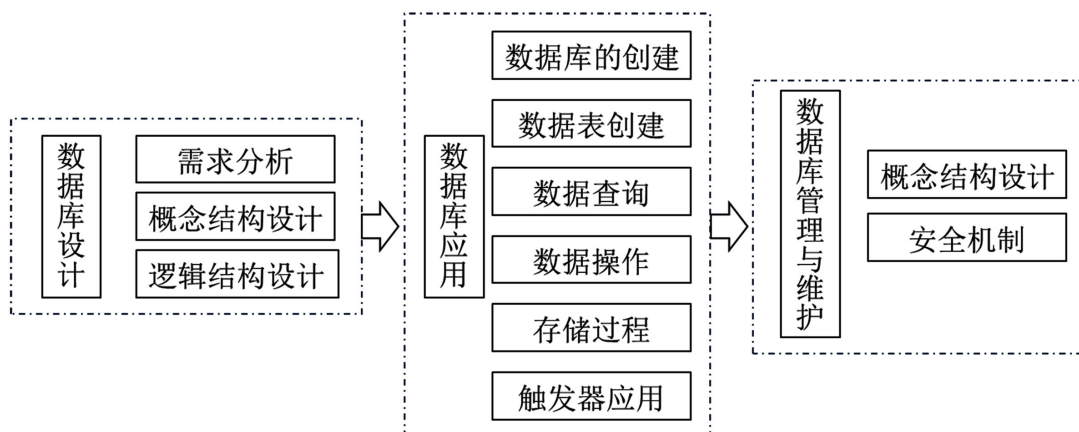 数据库设计
需求分析
概念结构设计
逻辑结构设计
数据库应用
数据库的创建
数据表创建
数据查询
数据操作
存储过程
触发器应用
数据库管理与维护
概念结构设计
安全机制